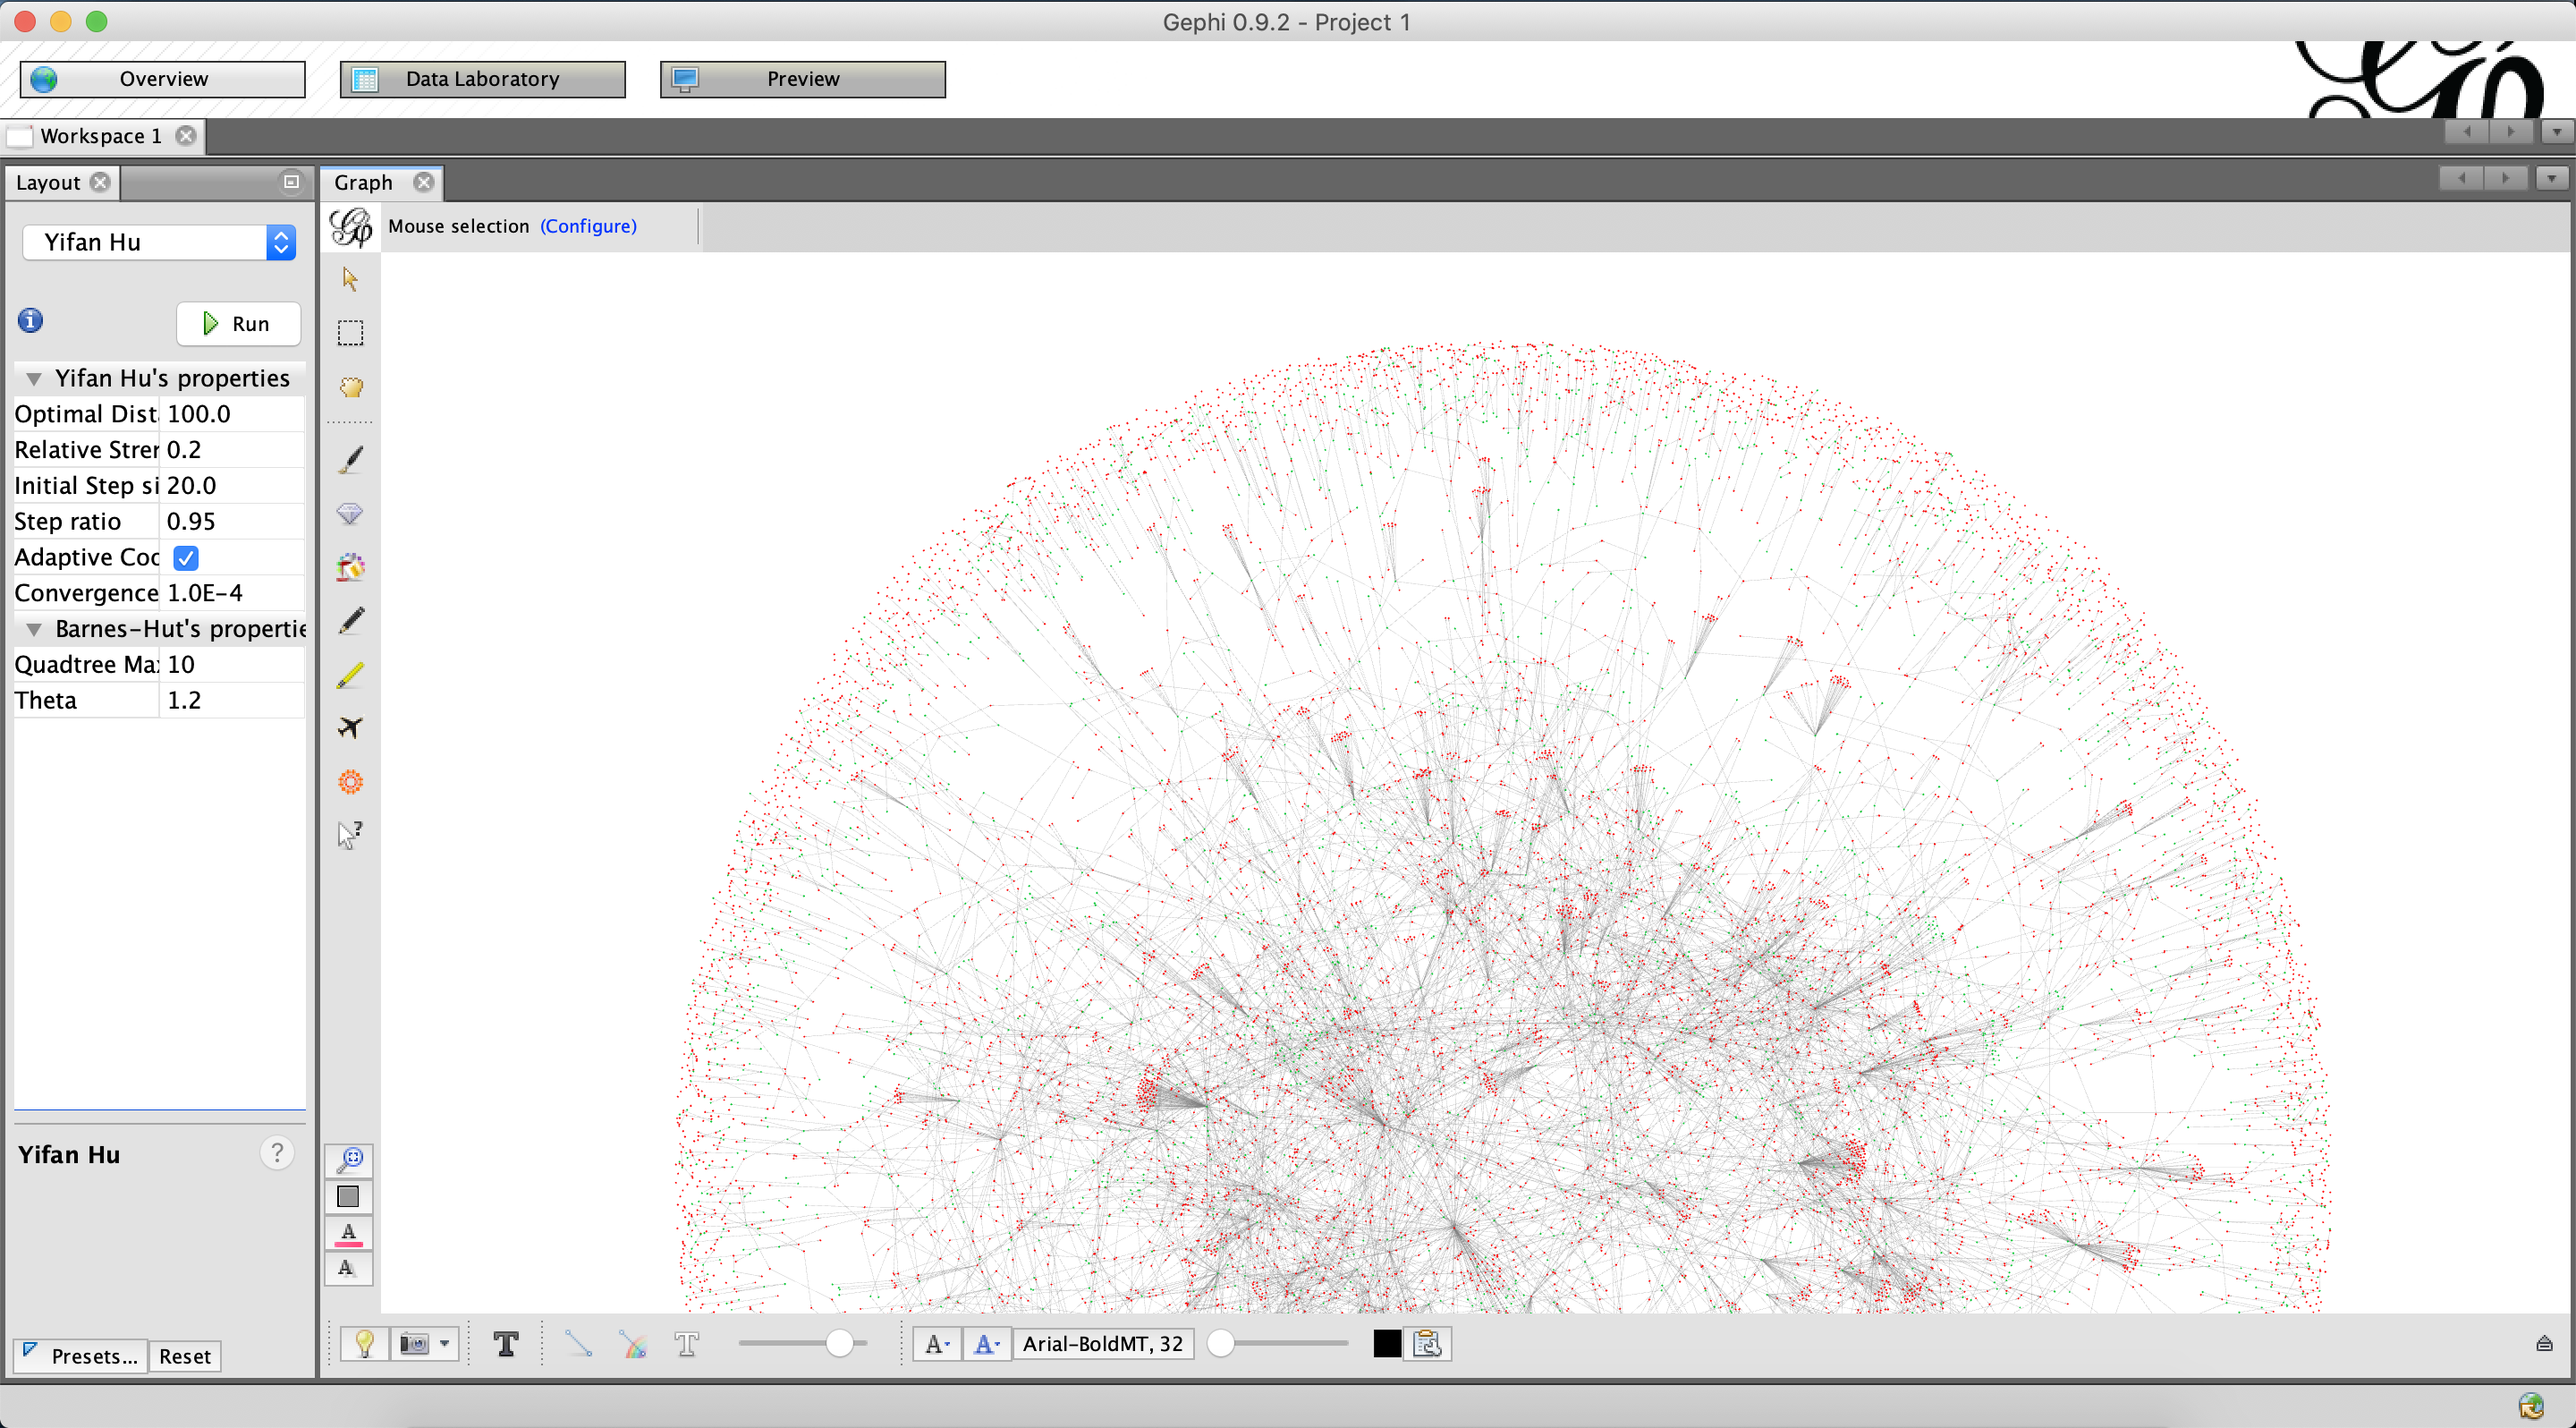 Gephi 0.9.2 - Project 1
Overview
Data Laboratory
Preview
Workspace 1
Layout
Graph
Mouse selection (Configure)
Yifan Hu
Run
Yifan Hu's properties
Optimal Dist 100.0
Relative Strer 0.2
Initial Step si 20.0
Step ratio 0.95
Adaptive Coo
Convergence 1.0E-4
Barnes-Hut's propertie
Quadtree Ma 10
Theta 1.2
Yifan Hu
?
Presets...
Reset
T
T
A
A
A
A
Arial-BoldMT, 32